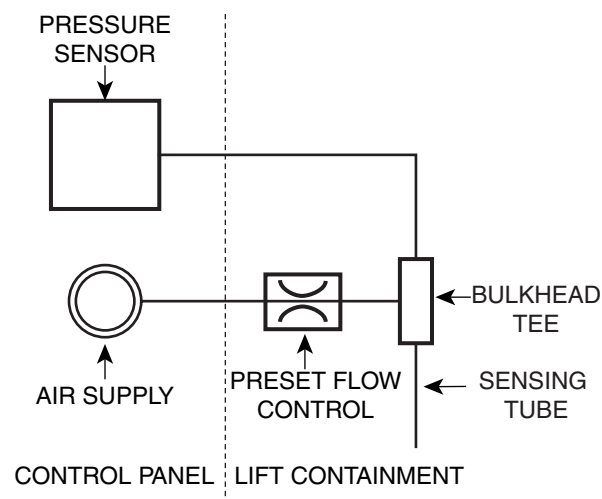 PRESSURE
SENSOR
BULKHEAD
TEE
AIR SUPPLY
PRESET FLOW
CONTROL
SENSING
TUBE
CONTROL PANEL
LIFT CONTAINMENT